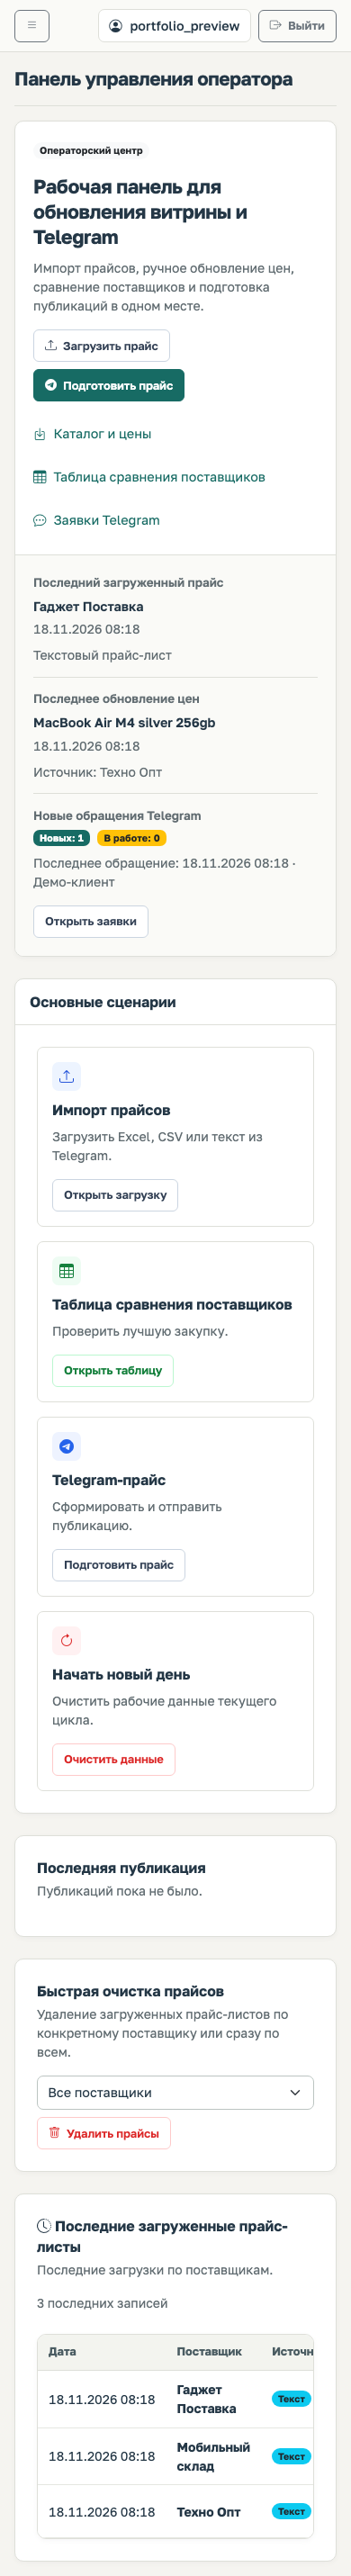 portfolio_preview
Выйти
Панель управления оператора
Операторский центр
Рабочая панель для
обновления витрины и
Telegram
Импорт прайсов, ручное обновление цен,
сравнение поставщиков и подготовка
публикаций в одном месте.
Загрузить прайс
Подготовить прайс
Каталог и цены
Таблица сравнения поставщиков
Заявки Telegram
Последний загруженный прайс
Гаджет Поставка
18.11.2026 08:18
Текстовый прайс-лист
Последнее обновление цен
MacBook Air M4 silver 256gb
18.11.2026 08:18
Источник: Техно Опт
Новые обращения Telegram
Новых: 1 В работе: 0
Последнее обращение: 18.11.2026 08:18 ·
Демо-клиент
Открыть заявки
Основные сценарии
Импорт прайсов
Загрузить Excel, CSV или текст из
Telegram.
Открыть загрузку
Таблица сравнения поставщиков
Проверить лучшую закупку.
Открыть таблицу
Telegram-прайс
Сформировать и отправить
публикацию.
Подготовить прайс
Начать новый день
Очистить рабочие данные текущего
цикла.
Очистить данные
Последняя публикация
Публикаций пока не было.
Быстрая очистка прайсов
Удаление загруженных прайс-листов по
конкретному поставщику или сразу по
всем.
Все поставщики
Удалить прайсы
Последние загруженные прайс-
листы
Последние загрузки по поставщикам.
3 последних записей
Дата Поставщик Источн
18.11.2026 08:18 Гаджет Поставка Текст
18.11.2026 08:18 Мобильный склад Текст
18.11.2026 08:18 Техно Опт Текст